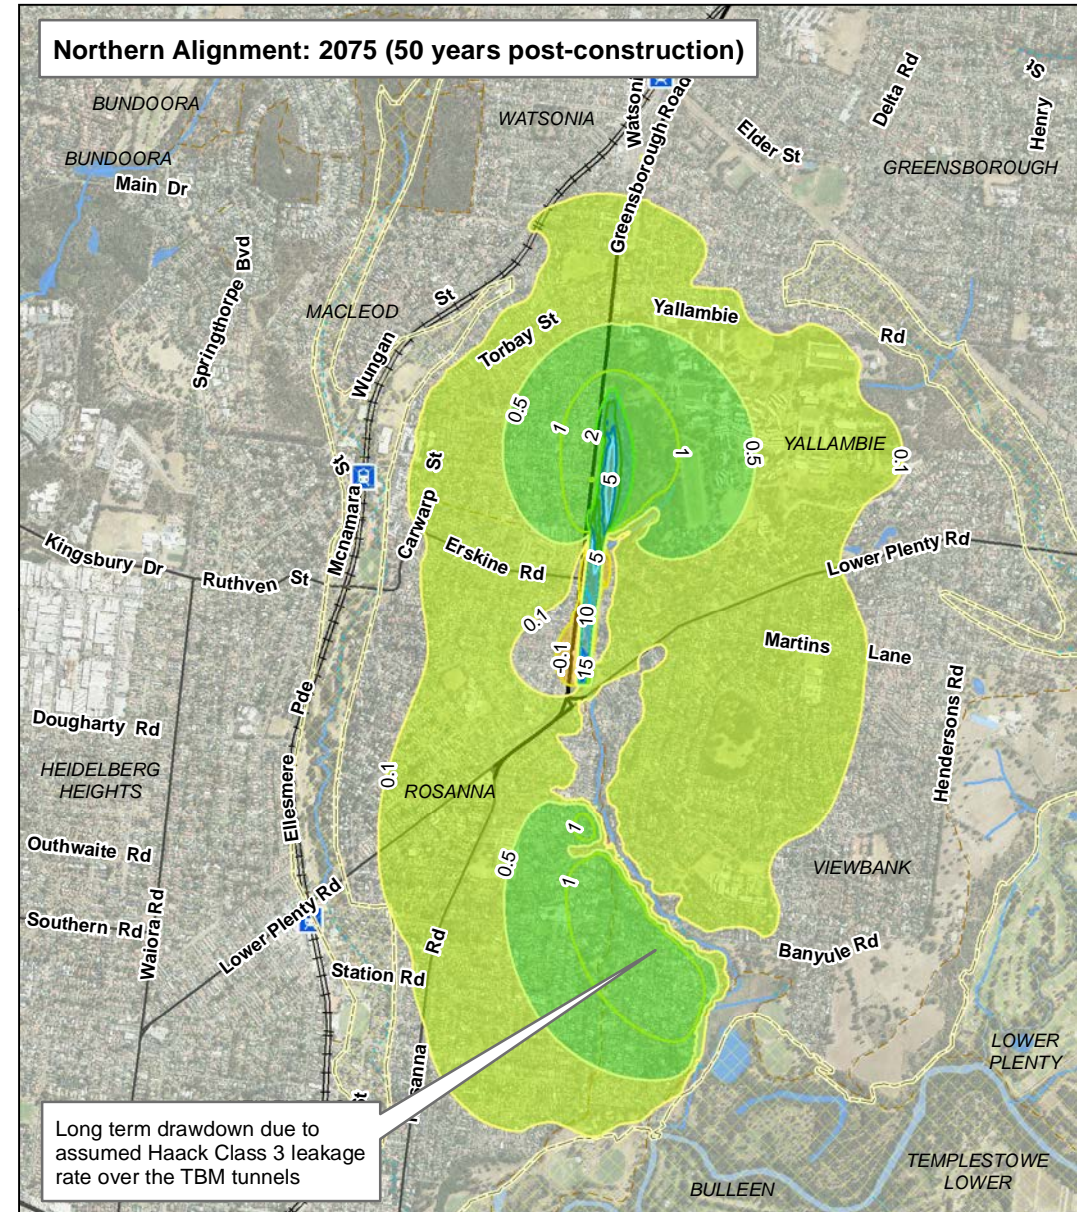 Northern Alignment: 2075 (50 years post-construction)
BUNDOORA
BUNDOORA
Main Dr
WATSONIA
Greensborough Road
Elder St
Delta Rd
St
Henry
GREENSBOROUGH
Springthorpe Bvd
MACLEOD
Wungan
St
Torbay St
Yallambie
Rd
YALLAMBIE
0.5
1
2
1
5
0.5
0.1
St
Mcnamara
Carwarp St
Kingsbury Dr
Ruthven St
Erskine Rd
5
0.1
10
-0.1
15
Lower Plenty Rd
Martins Lane
Hendersons Rd
Dougharty Rd
HEIDELBERG
HEIGHTS
Ellesmere Pde
0.1
ROSANNA
Outhwaite Rd
Southern Rd
Waiora Rd
Lower Plenty Rd
Station Rd
Rd
0.5
1
1
VIEWBANK
Banyule Rd
LOWER
PLENTY
St
Long term drawdown due to
assumed Haack Class 3 leakage
rate over the TBM tunnels
BULLEEN
TEMPLESTOWE
LOWER